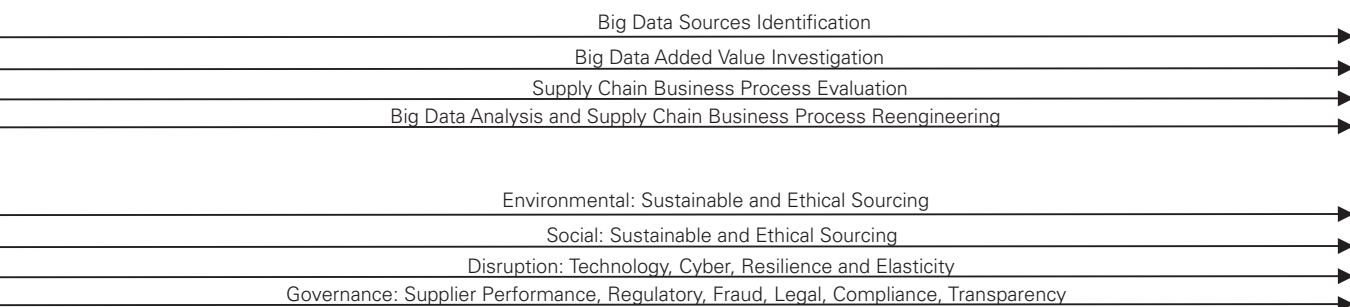 Big Data Sources Identification
Big Data Added Value Investigation
Supply Chain Business Process Evaluation
Big Data Analysis and Supply Chain Business Process Reengineering
Environmental: Sustainable and Ethical Sourcing
Social: Sustainable and Ethical Sourcing
Disruption: Technology, Cyber, Resilience and Elasticity
Governance: Supplier Performance, Regulatory, Fraud, Legal, Compliance, Transparency